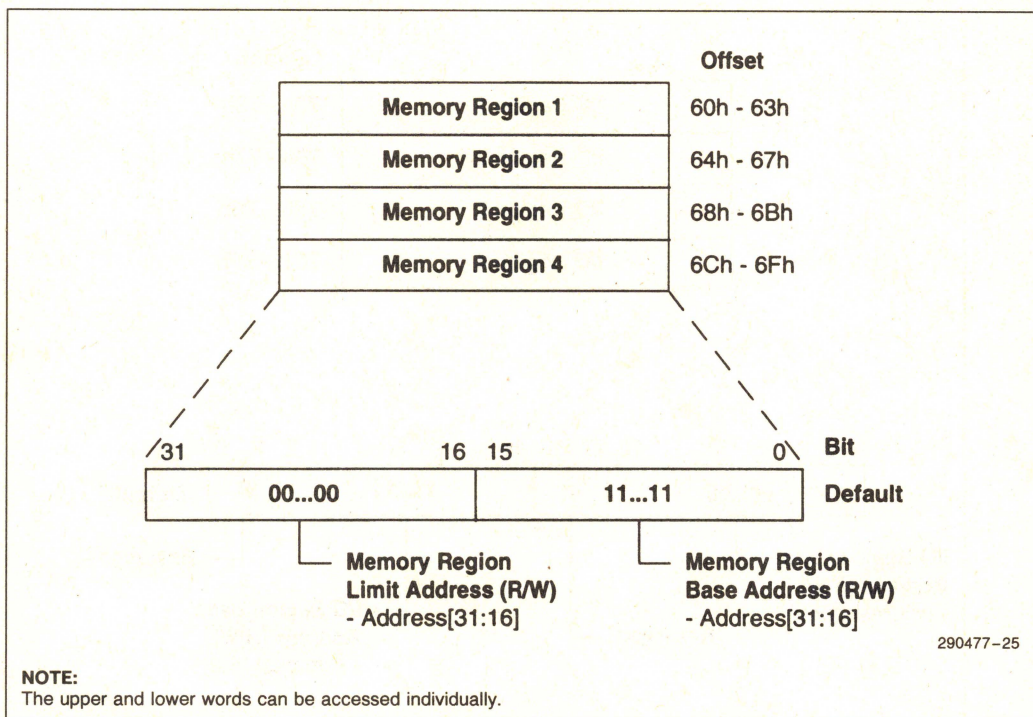 Offset
Memory Region 1 60h - 63h
Memory Region 2 64h - 67h
Memory Region 3 68h - 6Bh
Memory Region 4 6Ch - 6Fh
31 16 15 0 Bit
00...00 11...11 Default
Memory Region Limit Address (R/W)
- Address[31:16]
Memory Region Base Address (R/W)
- Address[31:16]
290477-25
NOTE:
The upper and lower words can be accessed individually.